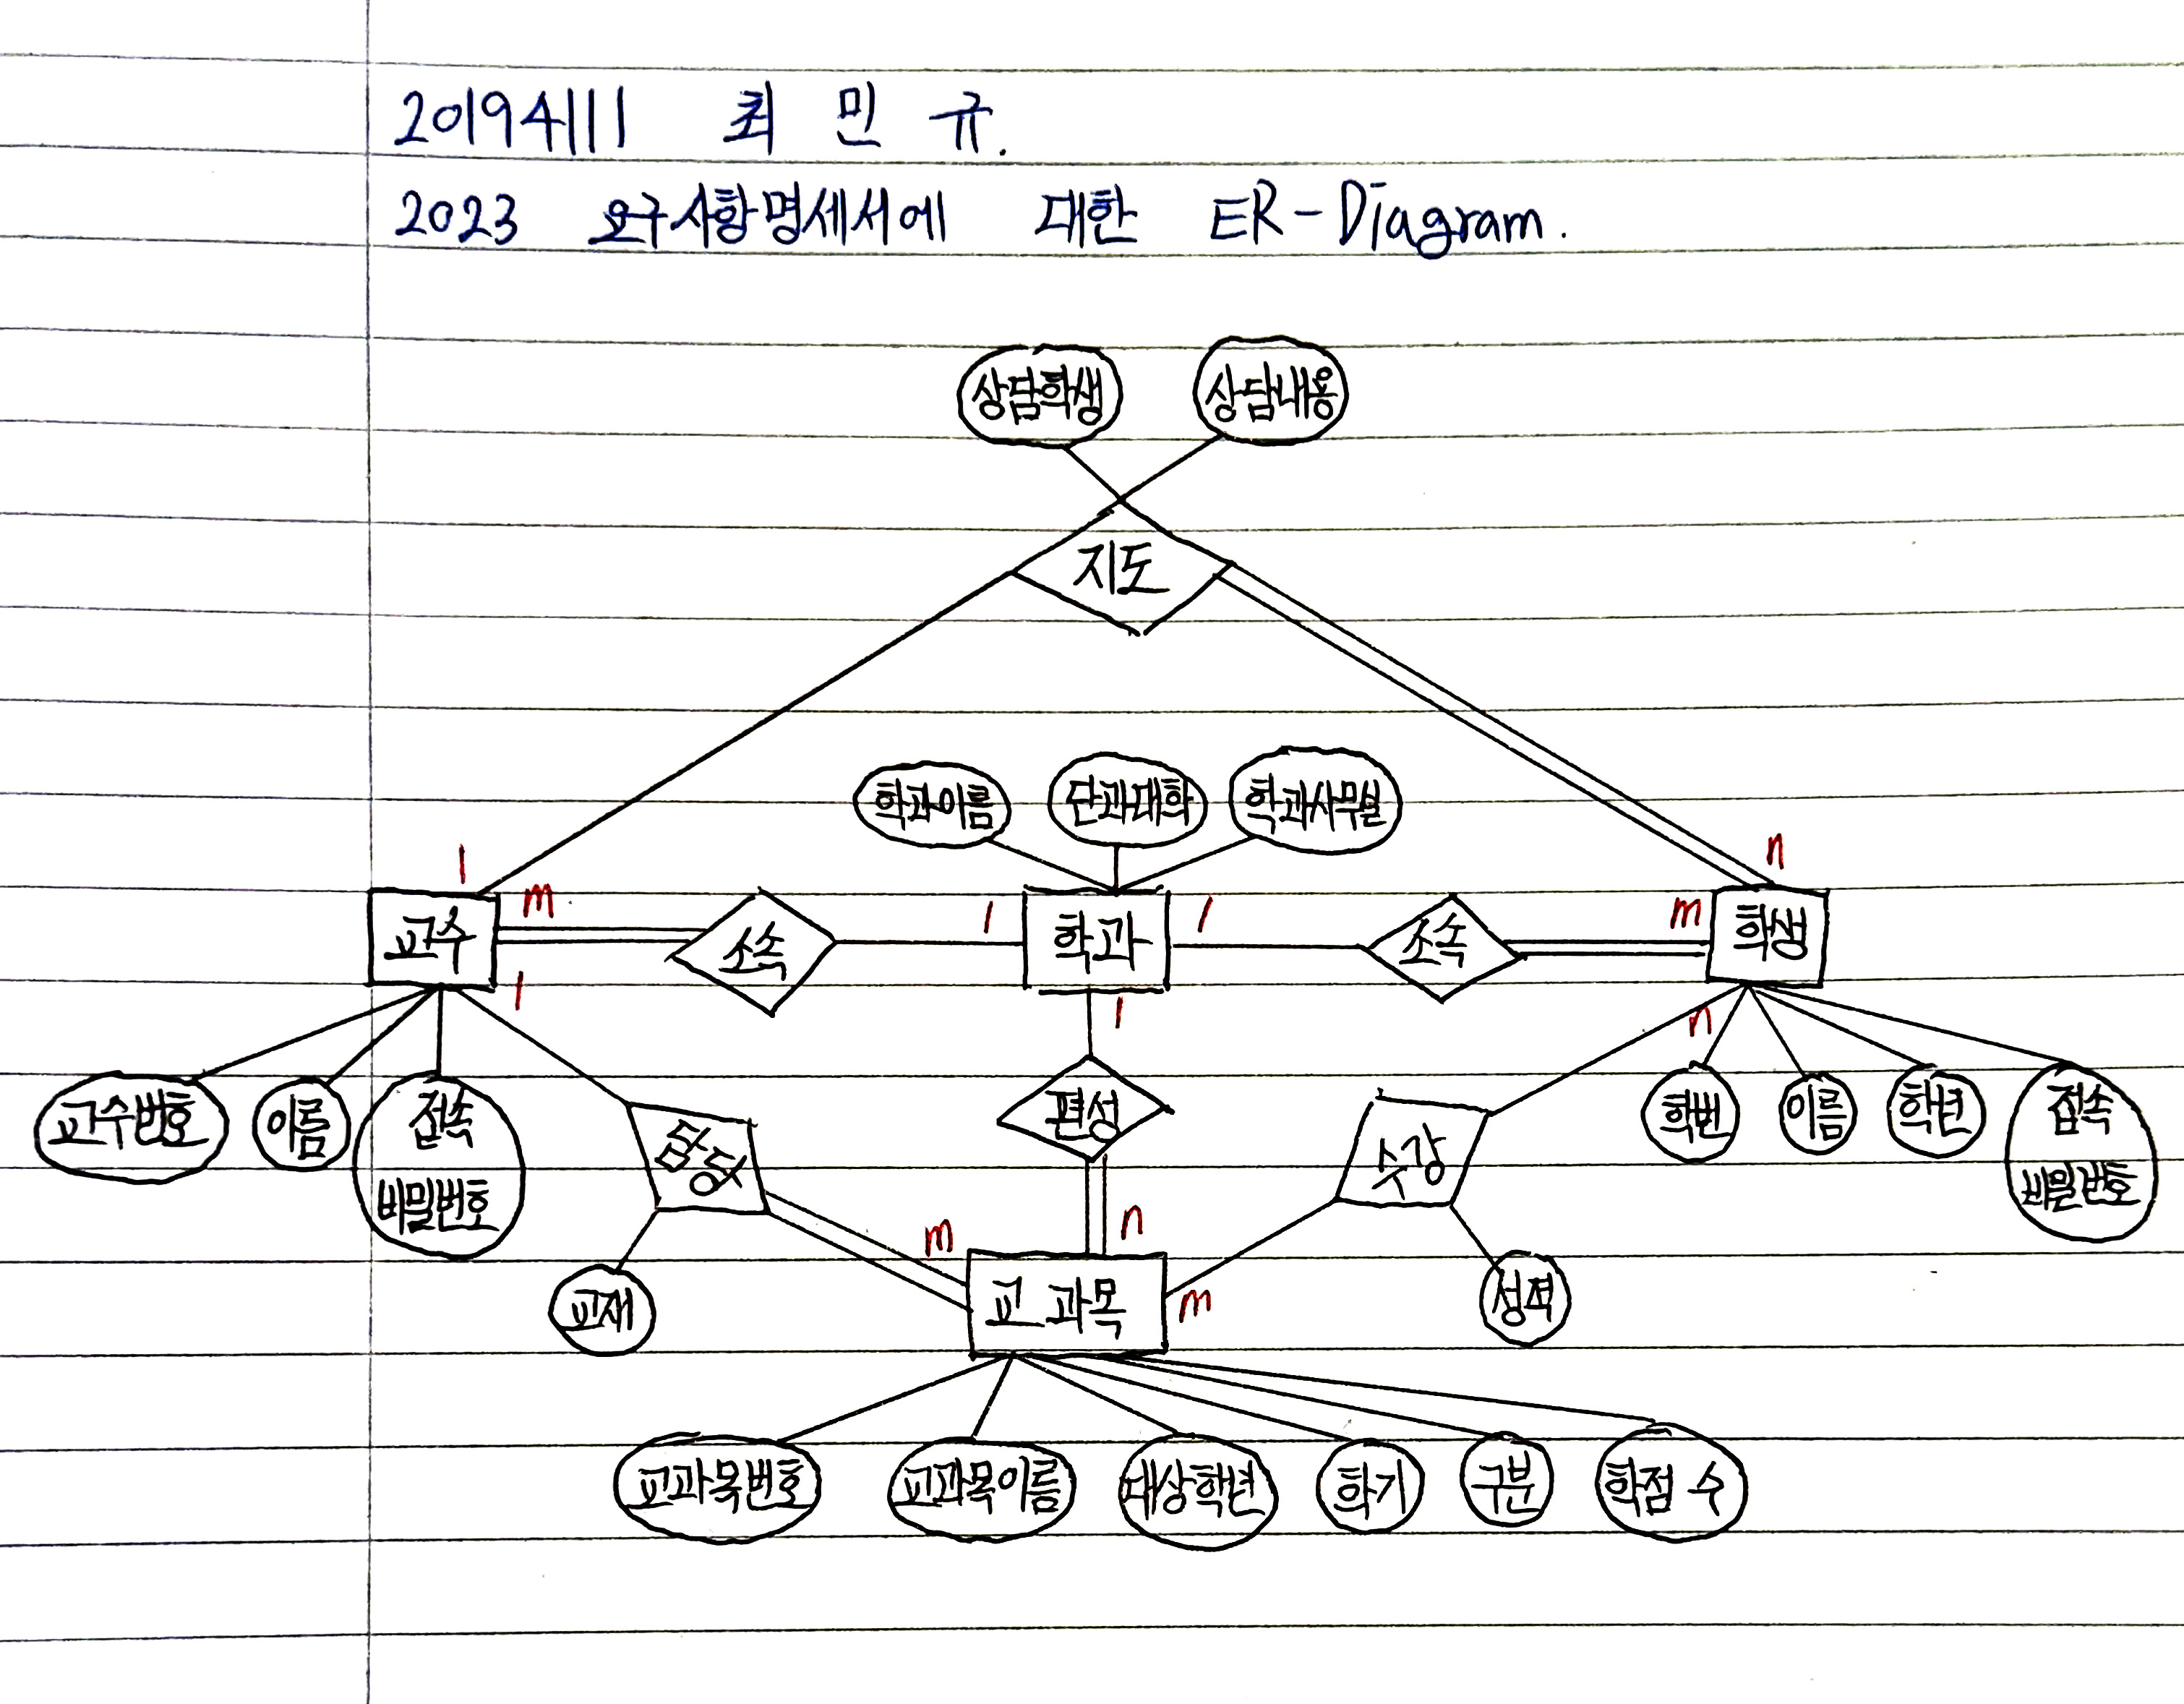 20194111 최 민 규.
2023 요구사항명세서에 대한 ER-Diagram.
상담학생 상담내용
지도
학과이름 단과대학 학과사무실
1 m 1 1 m n
교수 소속 학과 소속 학생
1 1 n
교수번호 이름 접속
비밀번호
담당 편성 수강
학번 이름 학년 접속
비밀번호
m n
교재 교과목 m 성적
교과목번호 교과목이름 대상학년 학기 구분 학점 수